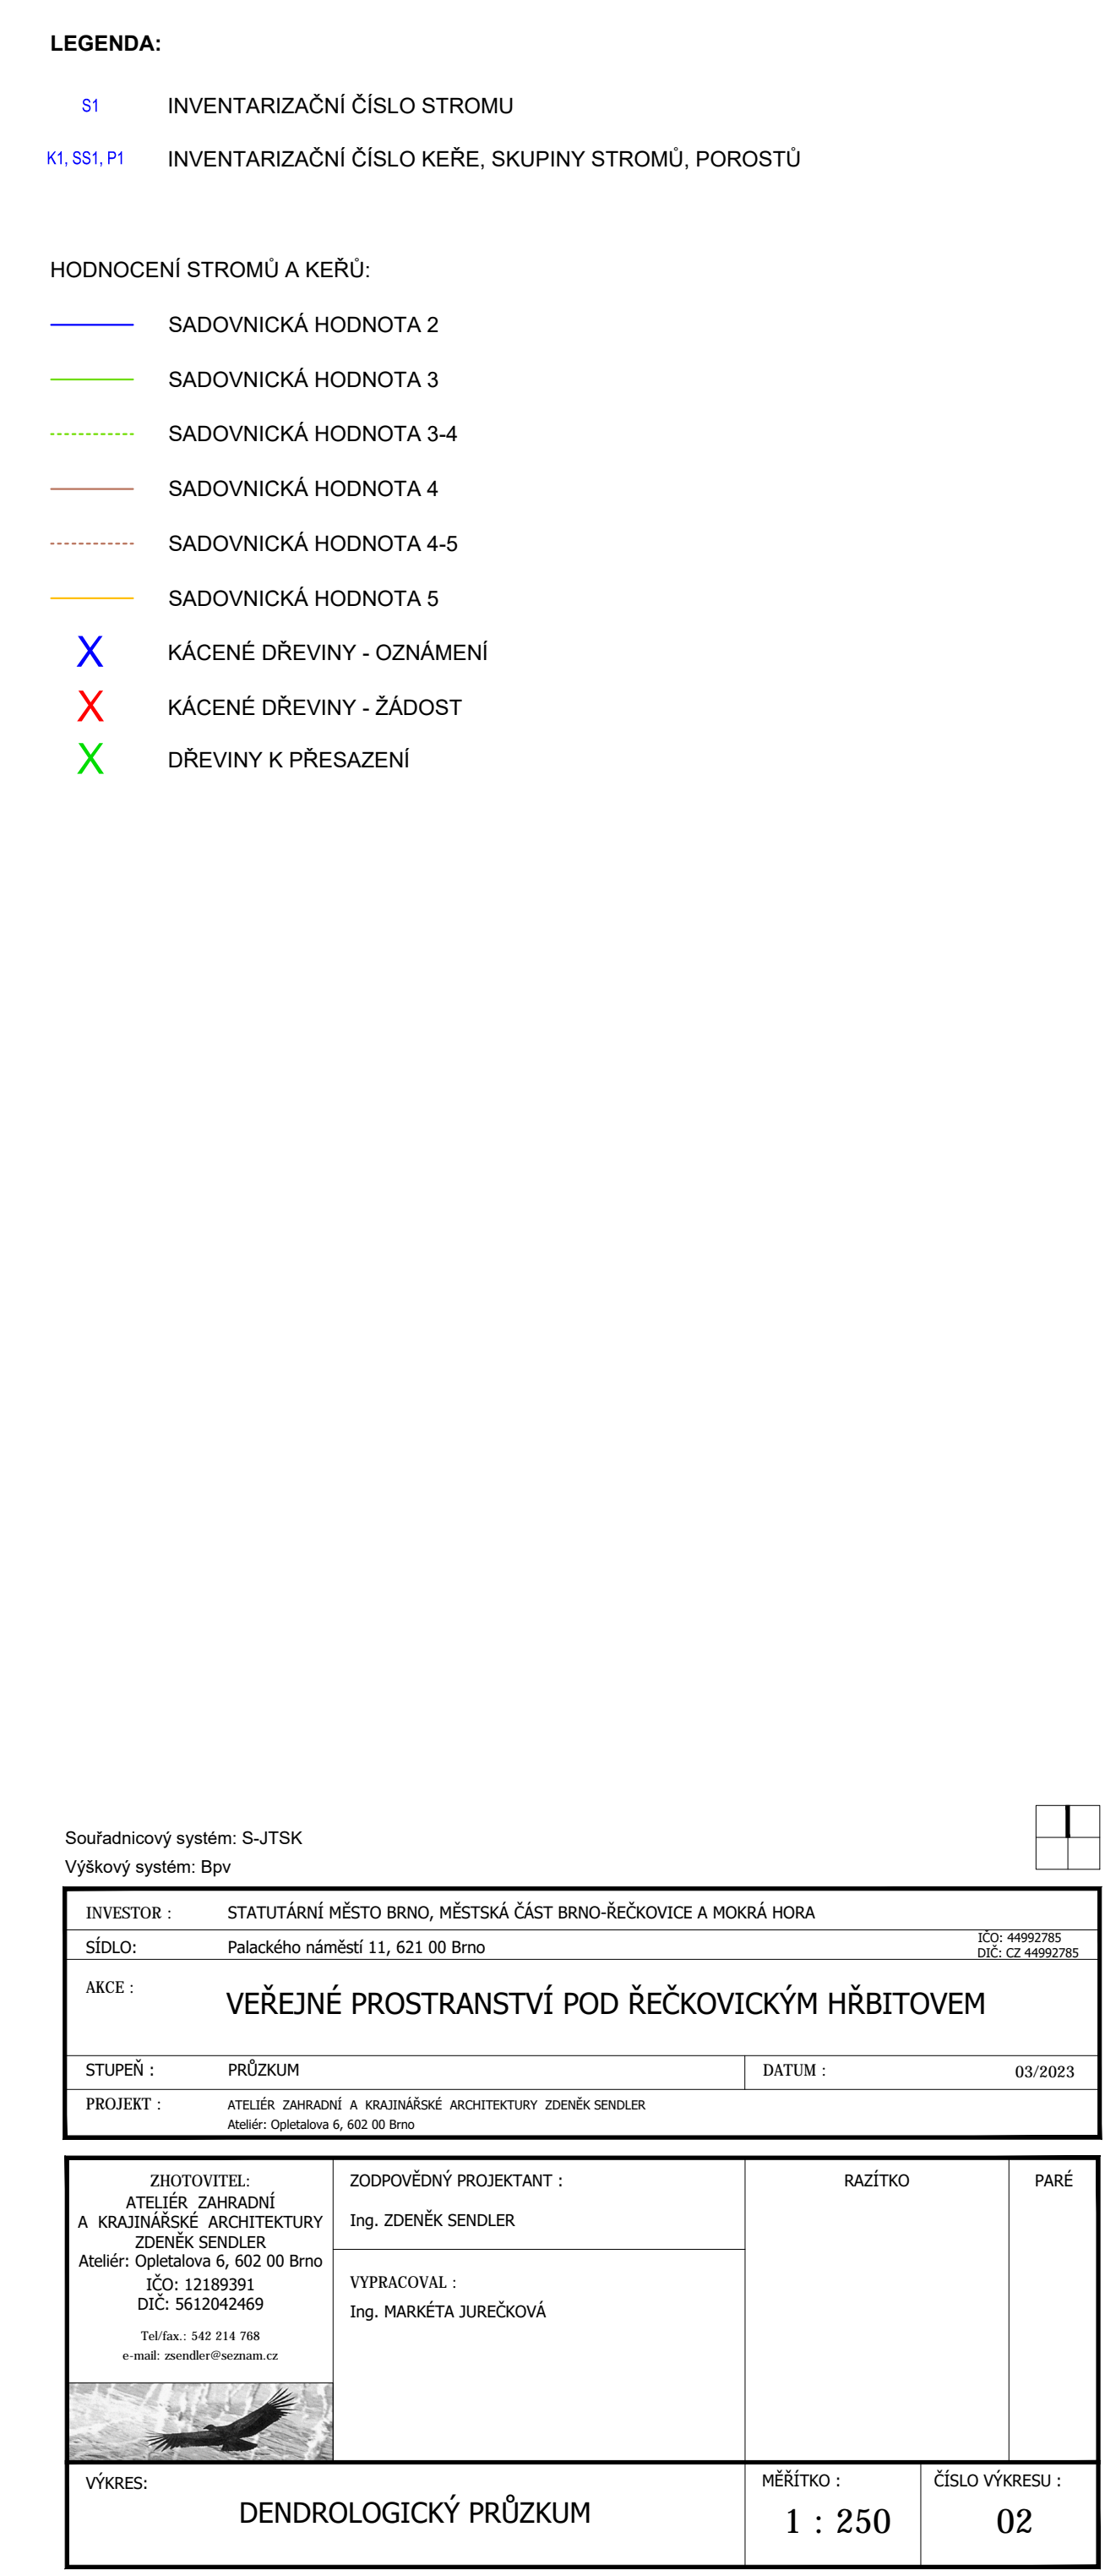 LEGENDA:
S1 INVENTARIZAČNÍ ČÍSLO STROMU
K1, SS1, P1 INVENTARIZAČNÍ ČÍSLO KEŘE, SKUPINY STROMŮ, POROSTŮ
HODNOCENÍ STROMŮ A KEŘŮ:
SADOVNICKÁ HODNOTA 2
SADOVNICKÁ HODNOTA 3
SADOVNICKÁ HODNOTA 3-4
SADOVNICKÁ HODNOTA 4
SADOVNICKÁ HODNOTA 4-5
SADOVNICKÁ HODNOTA 5
X KÁCENÉ DŘEVINY - OZNÁMENÍ
X KÁCENÉ DŘEVINY - ŽÁDOST
X DŘEVINY K PŘESAZENÍ
Souřadnicový systém: S-JTSK
Výškový systém: Bpv
INVESTOR : STATUTÁRNÍ MĚSTO BRNO, MĚSTSKÁ ČÁST BRNO-ŘEČKOVICE A MOKRÁ HORA
SÍDLO: Palackého náměstí 11, 621 00 Brno
IČO: 44992785
DIČ: CZ 44992785
AKCE :
VEŘEJNÉ PROSTRANSTVÍ POD ŘEČKOVICKÝM HŘBITOVEM
STUPEŇ : PRŮZKUM
DATUM : 03/2023
PROJEKT : ATELIÉR ZAHRADNÍ A KRAJINÁŘSKÉ ARCHITEKTURY ZDENĚK SENDLER
Ateliér: Opletalova 6, 602 00 Brno
ZHOTOVITEL:
ATELIÉR ZAHRADNÍ
A KRAJINÁŘSKÉ ARCHITEKTURY
ZDENĚK SENDLER
Ateliér: Opletalova 6, 602 00 Brno
IČO: 12189391
DIČ: 5612042469
Tel/fax.: 542 214 768
e-mail: zsendler@seznam.cz
ZODPOVĚDNÝ PROJEKTANT :
Ing. ZDENĚK SENDLER
VYPRACOVAL :
Ing. MARKÉTA JUREČKOVÁ
RAZÍTKO
PARÉ
VÝKRES:
DENDROLOGICKÝ PRŮZKUM
MĚŘÍTKO :
1 : 250
ČÍSLO VÝKRESU :
02